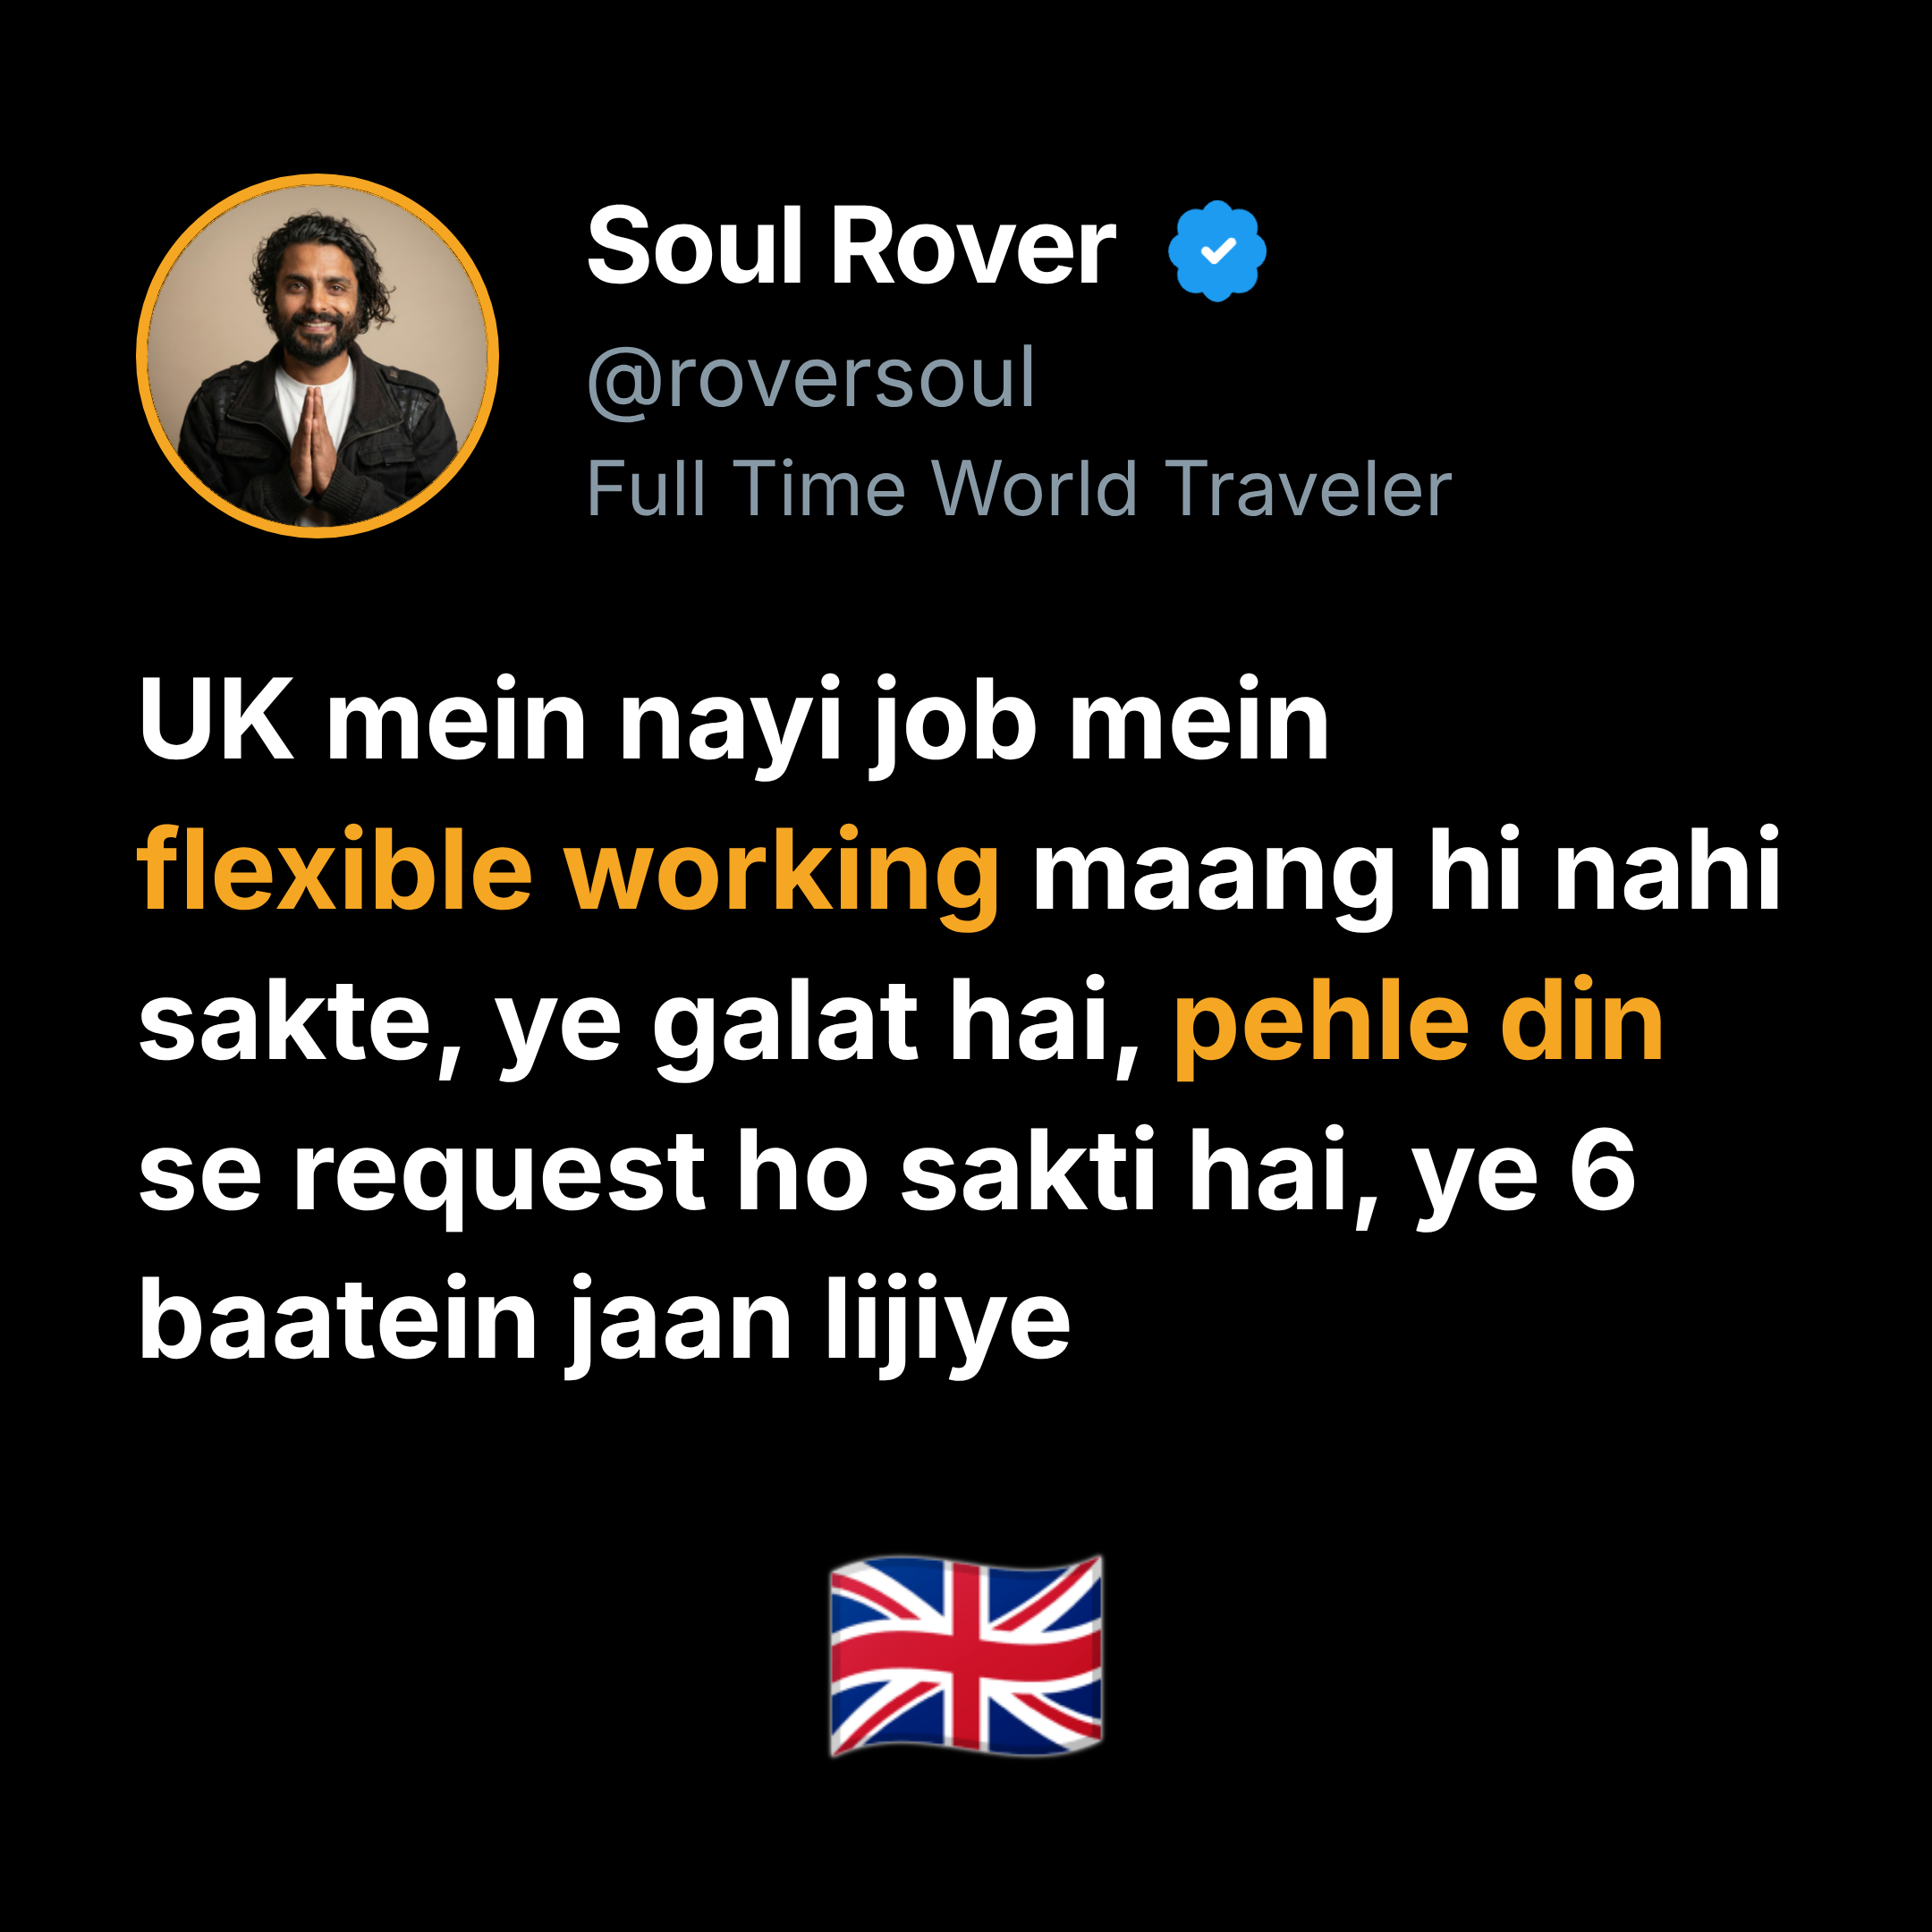 Soul Rover
@roversoul
Full Time World Traveler
UK mein nayi job mein
flexible working maang hi nahi
sakte, ye galat hai, pehle din
se request ho sakti hai, ye 6
baatein jaan lijiye